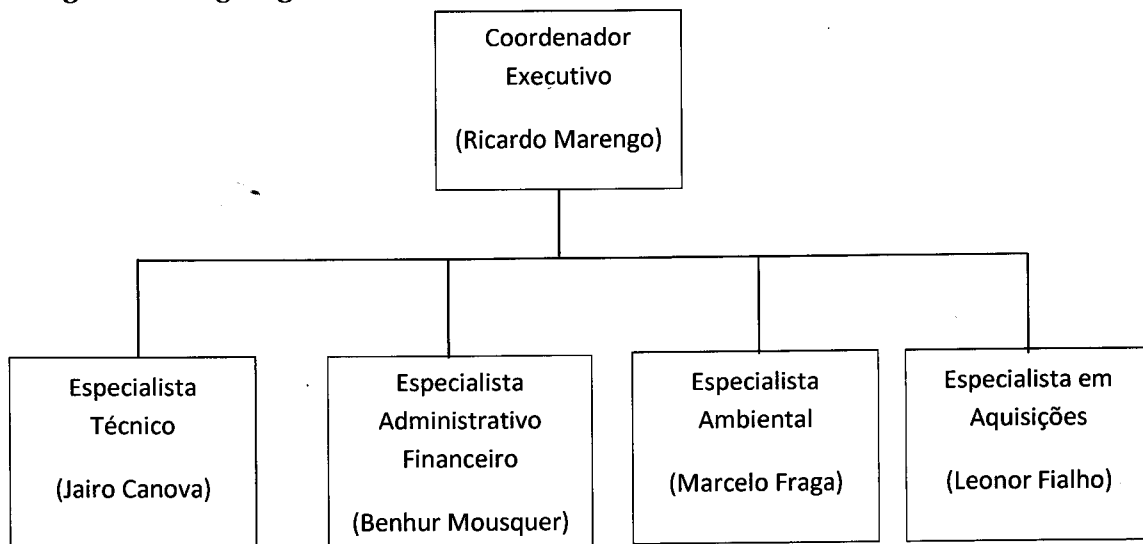 Coordenador
Executivo
(Ricardo Marengo)
Especialista
Técnico
(Jairo Canova)
Especialista
Administrativo
Financeiro
(Benhur Mousquer)
Especialista
Ambiental
(Marcelo Fraga)
Especialista em
Aquisições
(Leonor Fialho)